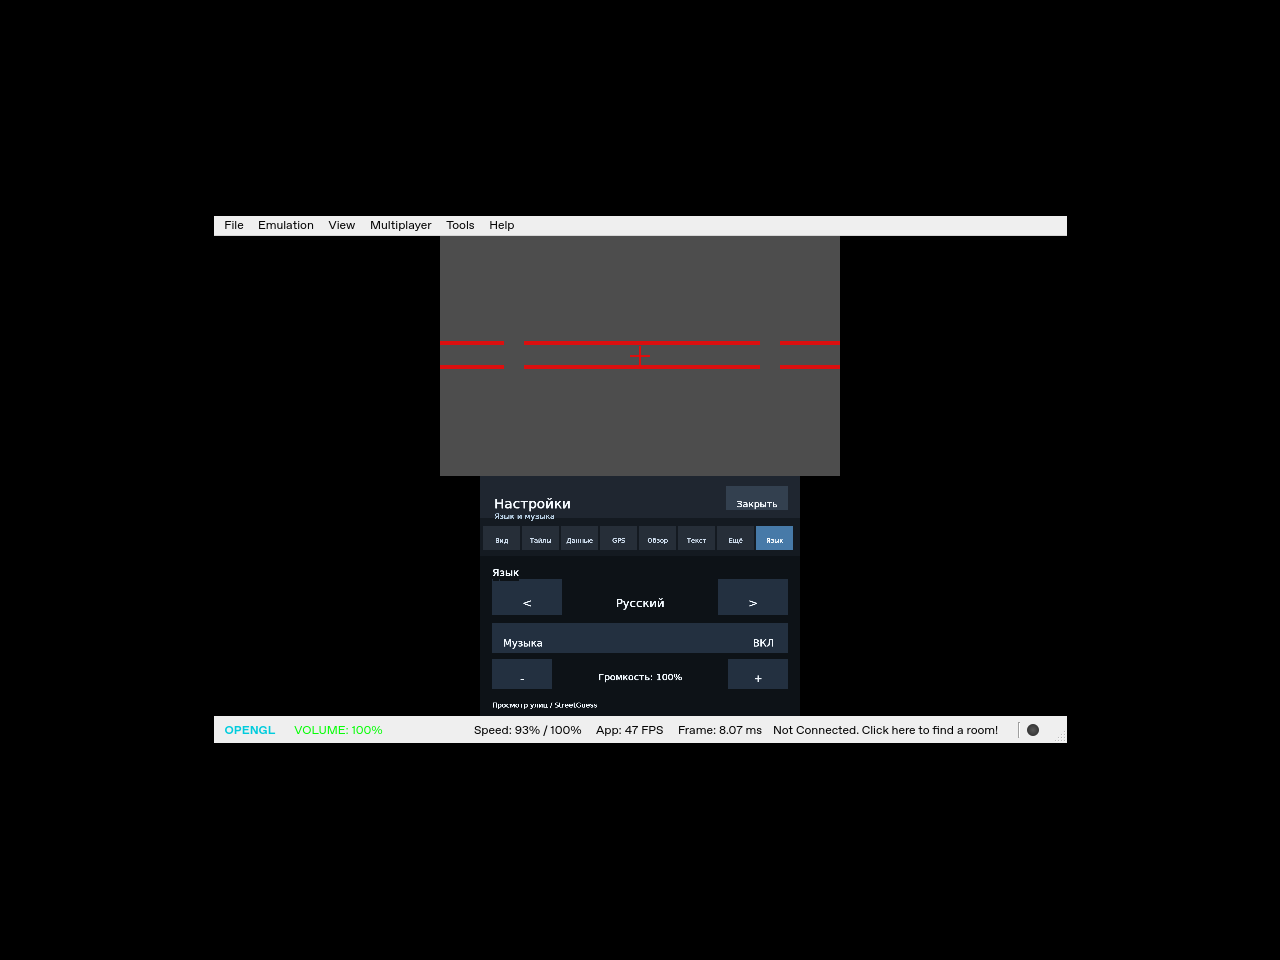 File Emulation View Multiplayer Tools Help
Настройки
Закрыть
Язык и музыка
Вид Тайлы Данные GPS Обзор Текст Ещё Язык
Язык
< Русский >
Музыка ВКЛ
- Громкость: 100% +
Просмотр улиц / StreetGuess
OPENGL VOLUME: 100% Speed: 93% / 100% App: 47 FPS Frame: 8.07 ms Not Connected. Click here to find a room!